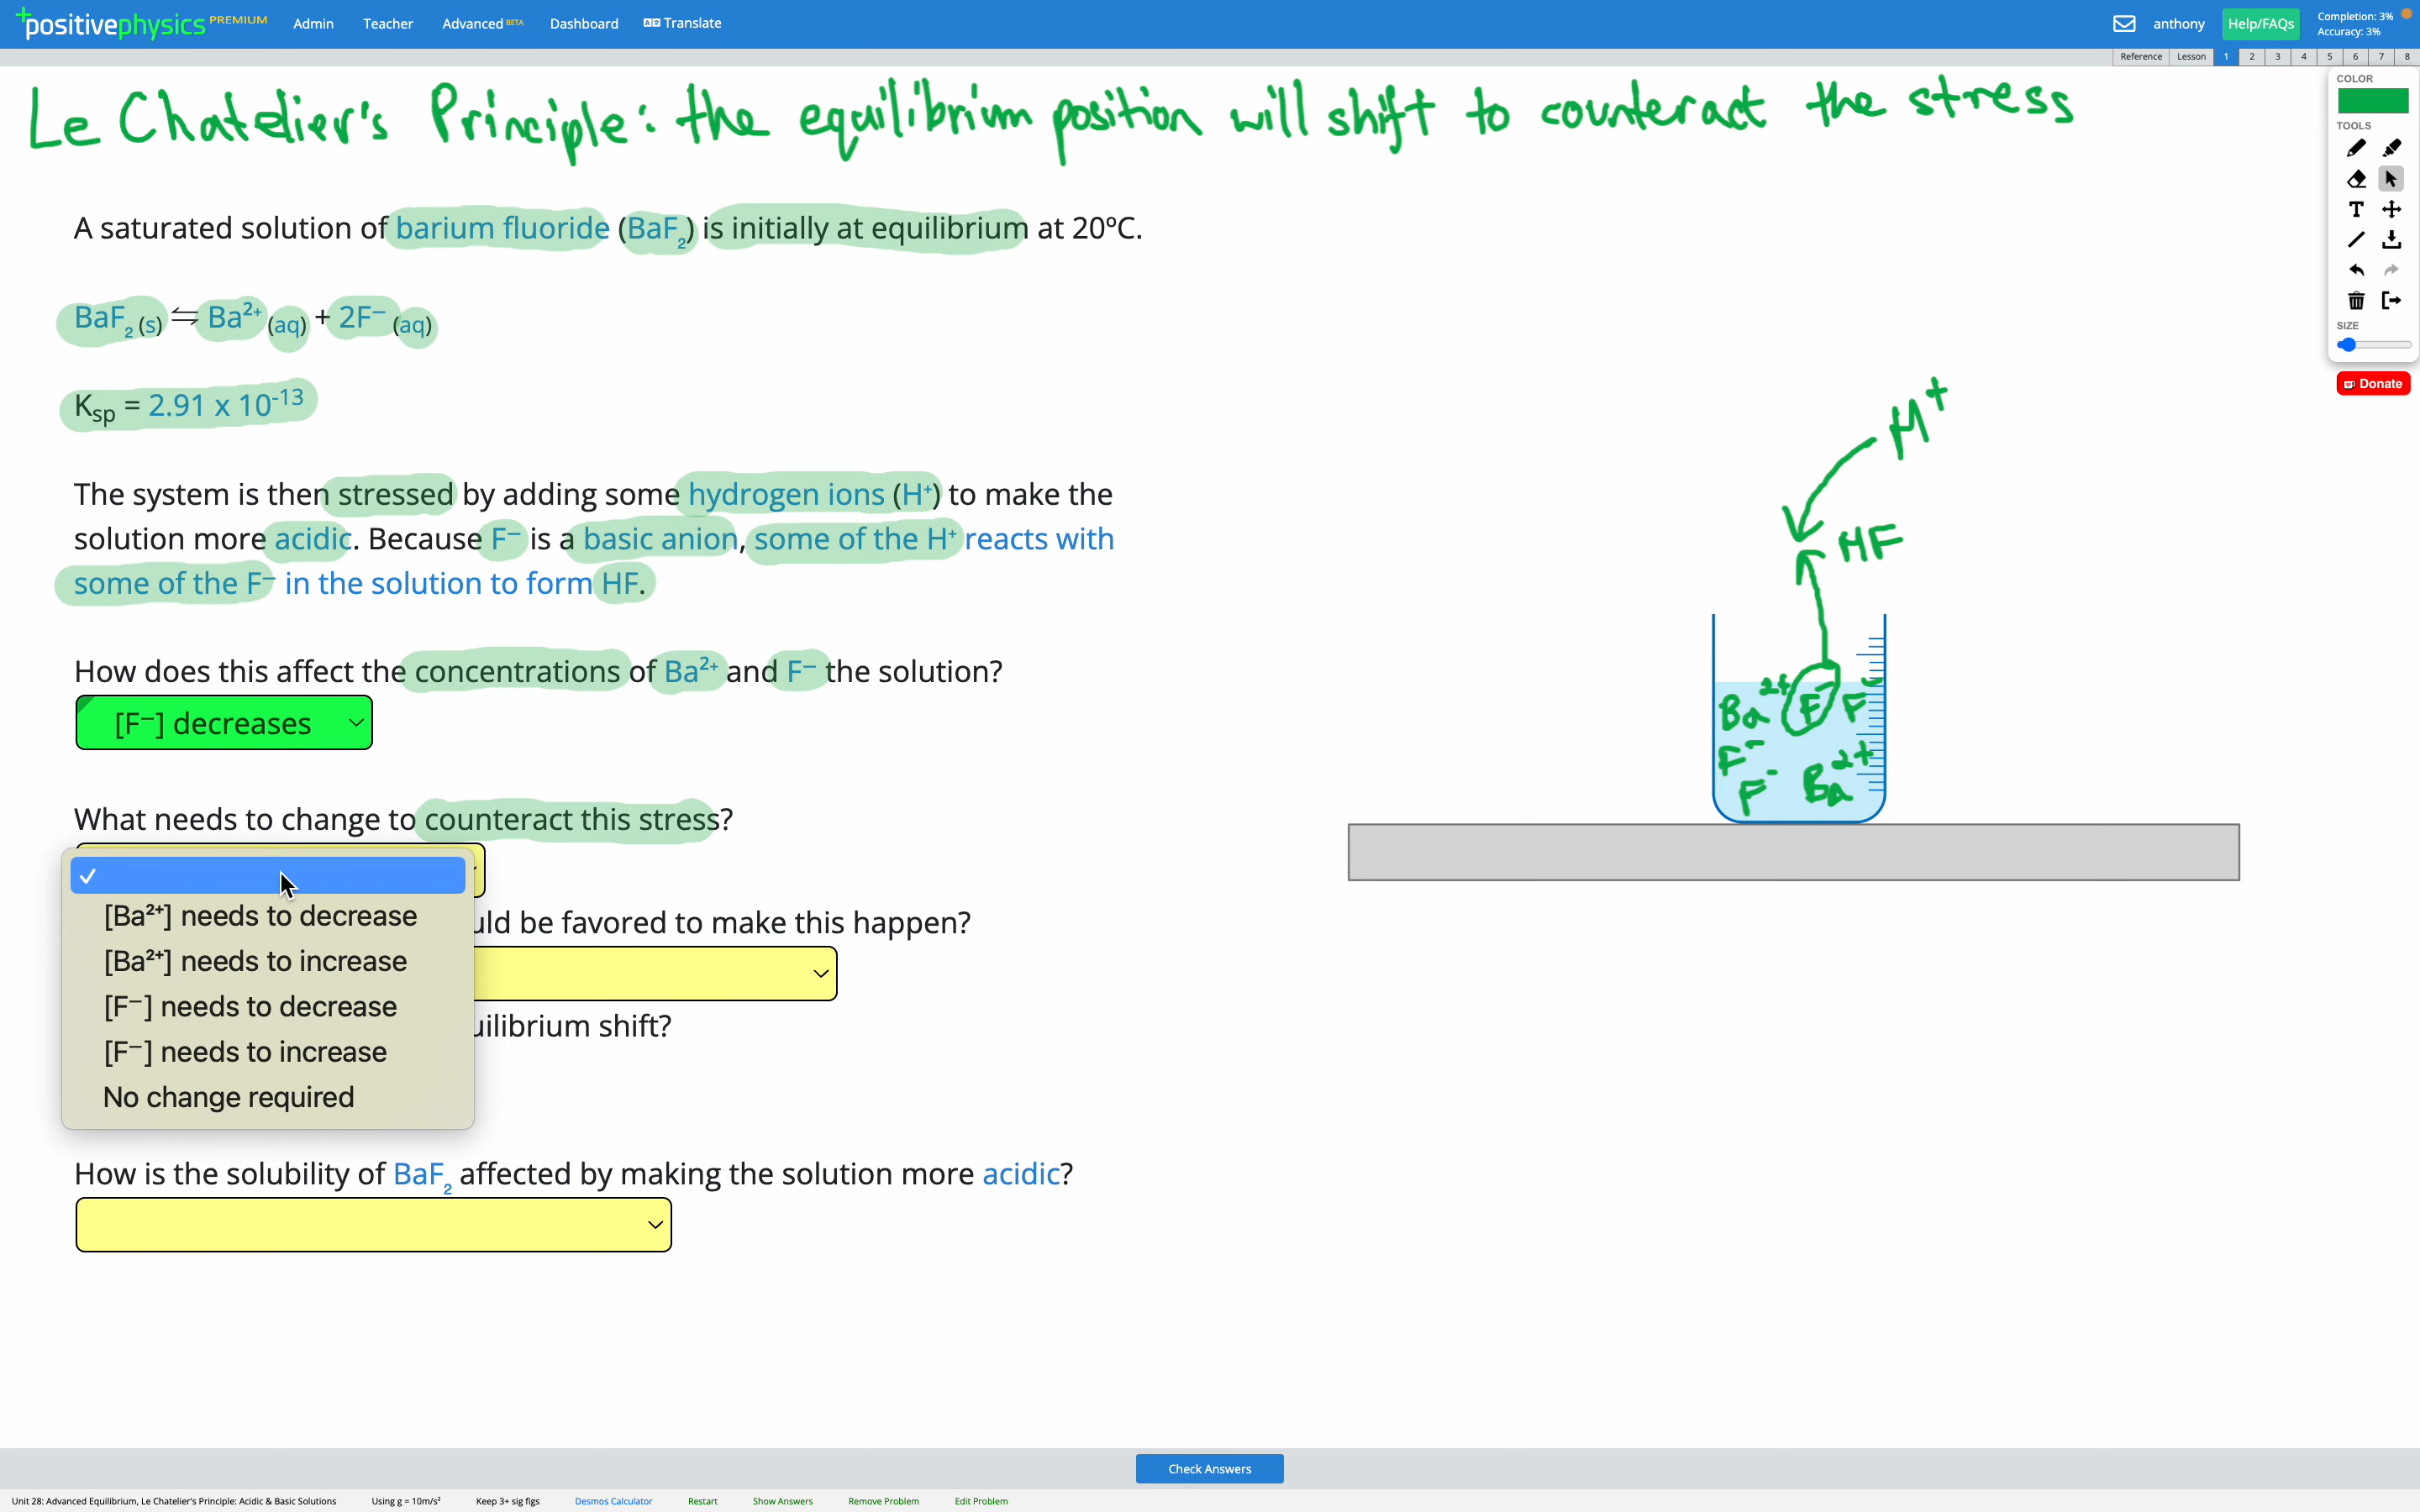 +positivephysics PREMIUM Admin Teacher Advanced BETA Dashboard Translate anthony Help/FAQs Completion: 3%
Accuracy: 3%
Reference Lesson 1 2 3 4 5 6 7 8
Le Chatelier's Principle: the equilibrium position will shift to counteract the stress
COLOR
TOOLS
SIZE
Donate
A saturated solution of barium fluoride (BaF₂) is initially at equilibrium at 20ºC.
BaF₂ (s) ⇋ Ba²⁺ (aq) + 2F⁻ (aq)
Ksp = 2.91 x 10⁻¹³
The system is then stressed by adding some hydrogen ions (H⁺) to make the
solution more acidic. Because F⁻ is a basic anion, some of the H⁺ reacts with
some of the F⁻ in the solution to form HF.
H⁺
HF
Ba²⁺ F⁻ F⁻
F⁻
F⁻ Ba²⁺
How does this affect the concentrations of Ba²⁺ and F⁻ the solution?
[F⁻] decreases
What needs to change to counteract this stress?
✓
[Ba²⁺] needs to decrease
[Ba²⁺] needs to increase
[F⁻] needs to decrease
[F⁻] needs to increase
No change required
uld be favored to make this happen?
uilibrium shift?
How is the solubility of BaF₂ affected by making the solution more acidic?
Check Answers
Unit 28: Advanced Equilibrium, Le Chatelier's Principle: Acidic & Basic Solutions Using g = 10m/s² Keep 3+ sig figs Desmos Calculator Restart Show Answers Remove Problem Edit Problem